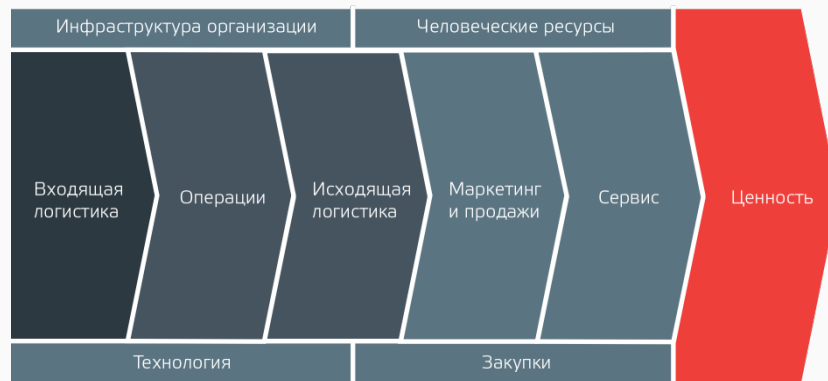 Инфраструктура организации
Человеческие ресурсы
Входящая
логистика
Операции
Исходящая
логистика
Маркетинг
и продажи
Сервис
Ценность
Технология
Закупки